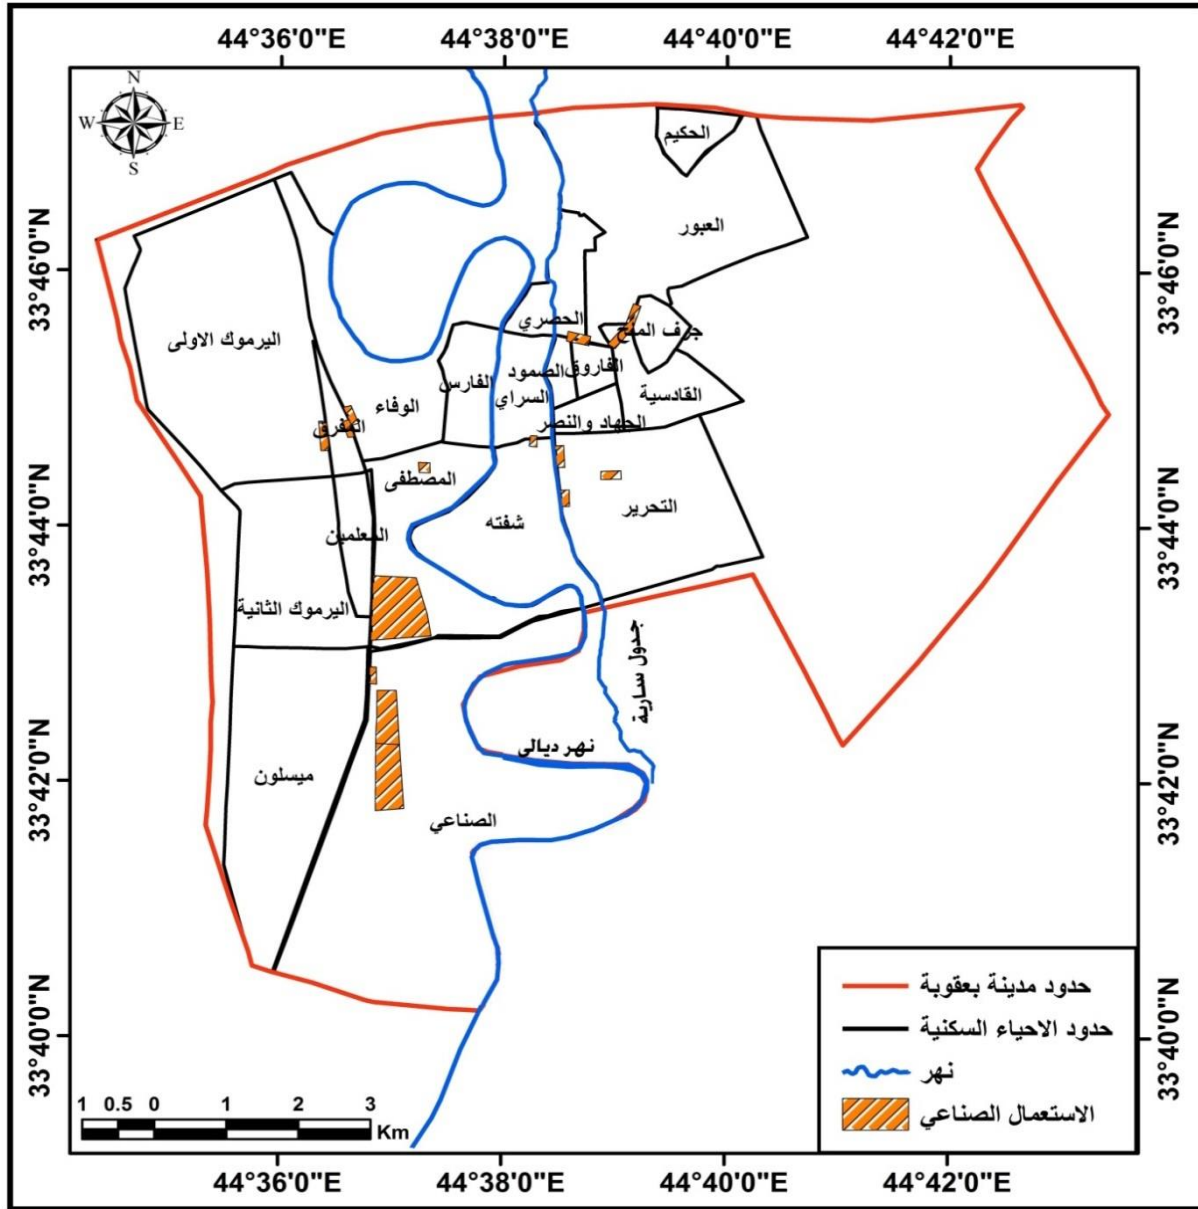 44°36'0"E 44°38'0"E 44°40'0"E 44°42'0"E
N
W E
S
33°46'0"N
33°44'0"N
33°42'0"N
33°40'0"N
33°46'0"N
33°44'0"N
33°42'0"N
33°40'0"N
الحكيم
العبور
الحصري
جرف الملح
اليرموك الاولى
الفاروق
الصمود
الفارس
السراي
القادسية
الوفاء
الجهاد والنصر
المفرق
المصطفى
التحرير
شفته
المعلمين
اليرموك الثانية
جدول سارية
نهر ديالى
ميسلون
الصناعي
حدود مدينة بعقوبة
حدود الاحياء السكنية
نهر
الاستعمال الصناعي
1 0.5 0 1 2 3
Km
44°36'0"E 44°38'0"E 44°40'0"E 44°42'0"E